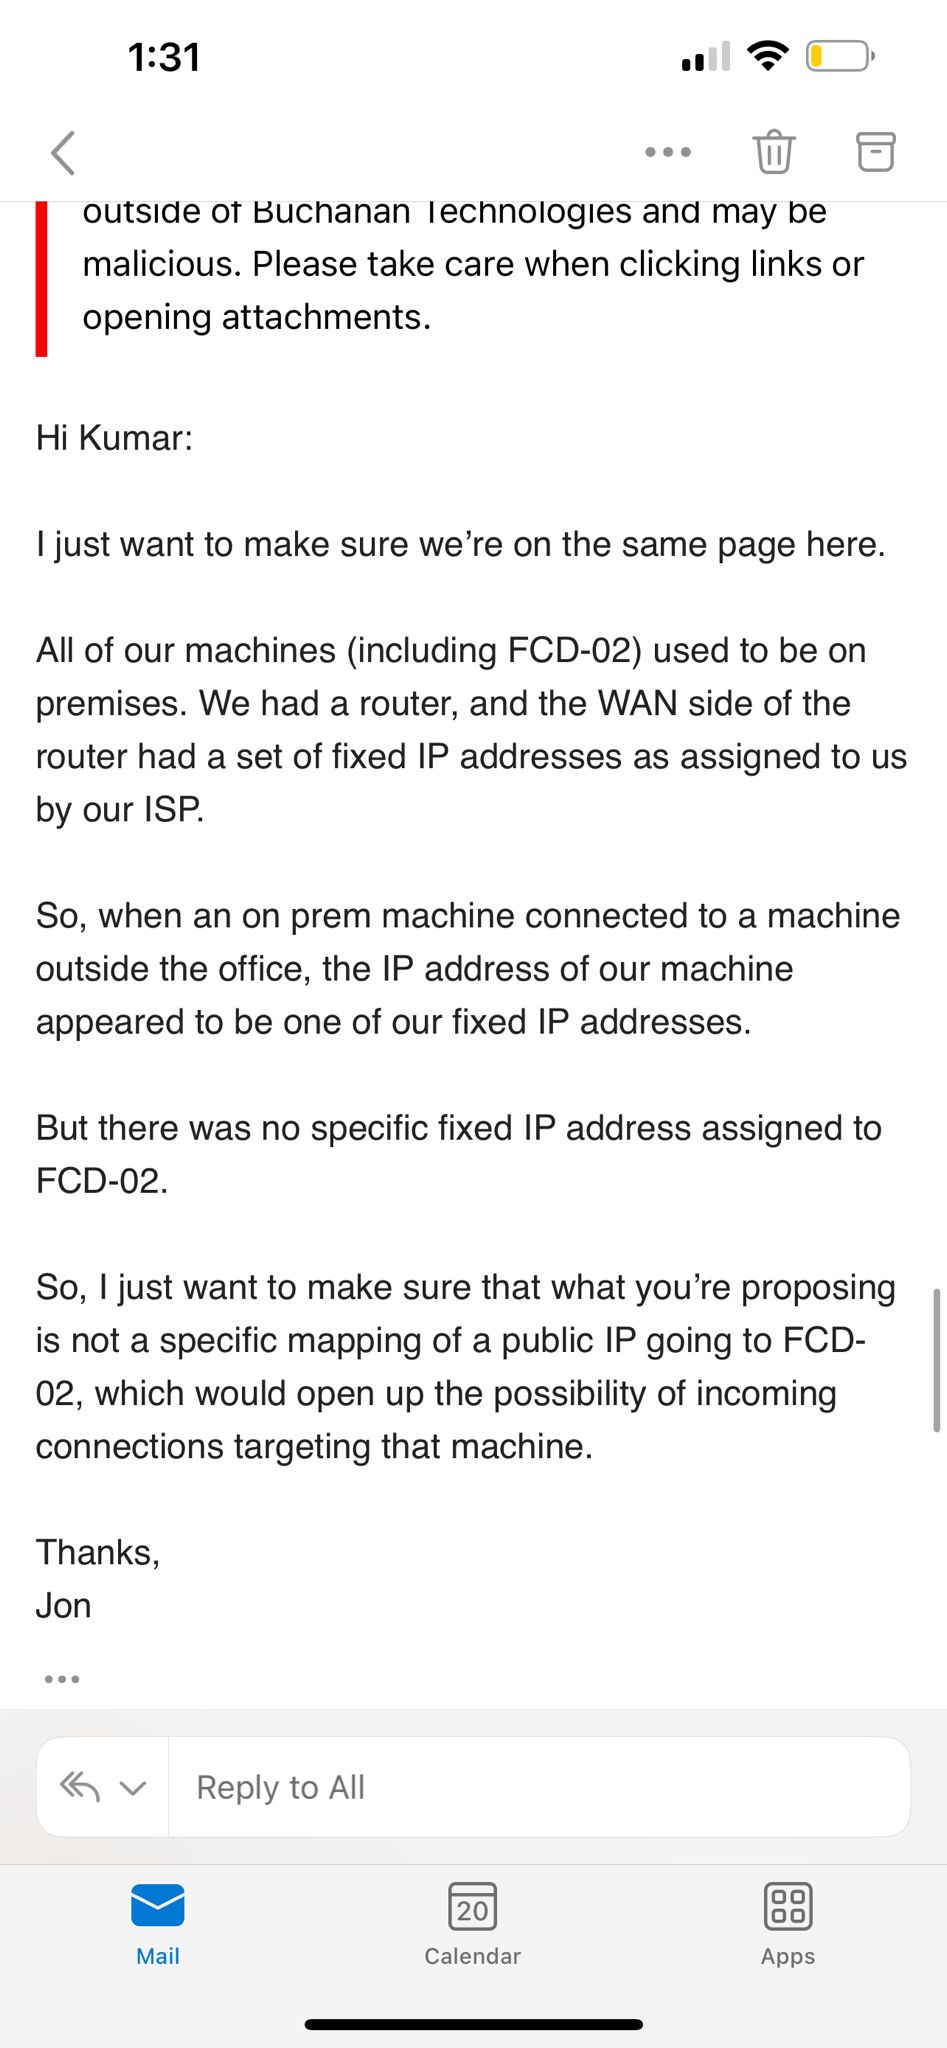 1:31
outside of Buchanan Technologies and may be
malicious. Please take care when clicking links or
opening attachments.
Hi Kumar:
I just want to make sure we’re on the same page here.
All of our machines (including FCD-02) used to be on
premises. We had a router, and the WAN side of the
router had a set of fixed IP addresses as assigned to us
by our ISP.
So, when an on prem machine connected to a machine
outside the office, the IP address of our machine
appeared to be one of our fixed IP addresses.
But there was no specific fixed IP address assigned to
FCD-02.
So, I just want to make sure that what you’re proposing
is not a specific mapping of a public IP going to FCD-
02, which would open up the possibility of incoming
connections targeting that machine.
Thanks,
Jon
Reply to All
20
Mail Calendar Apps